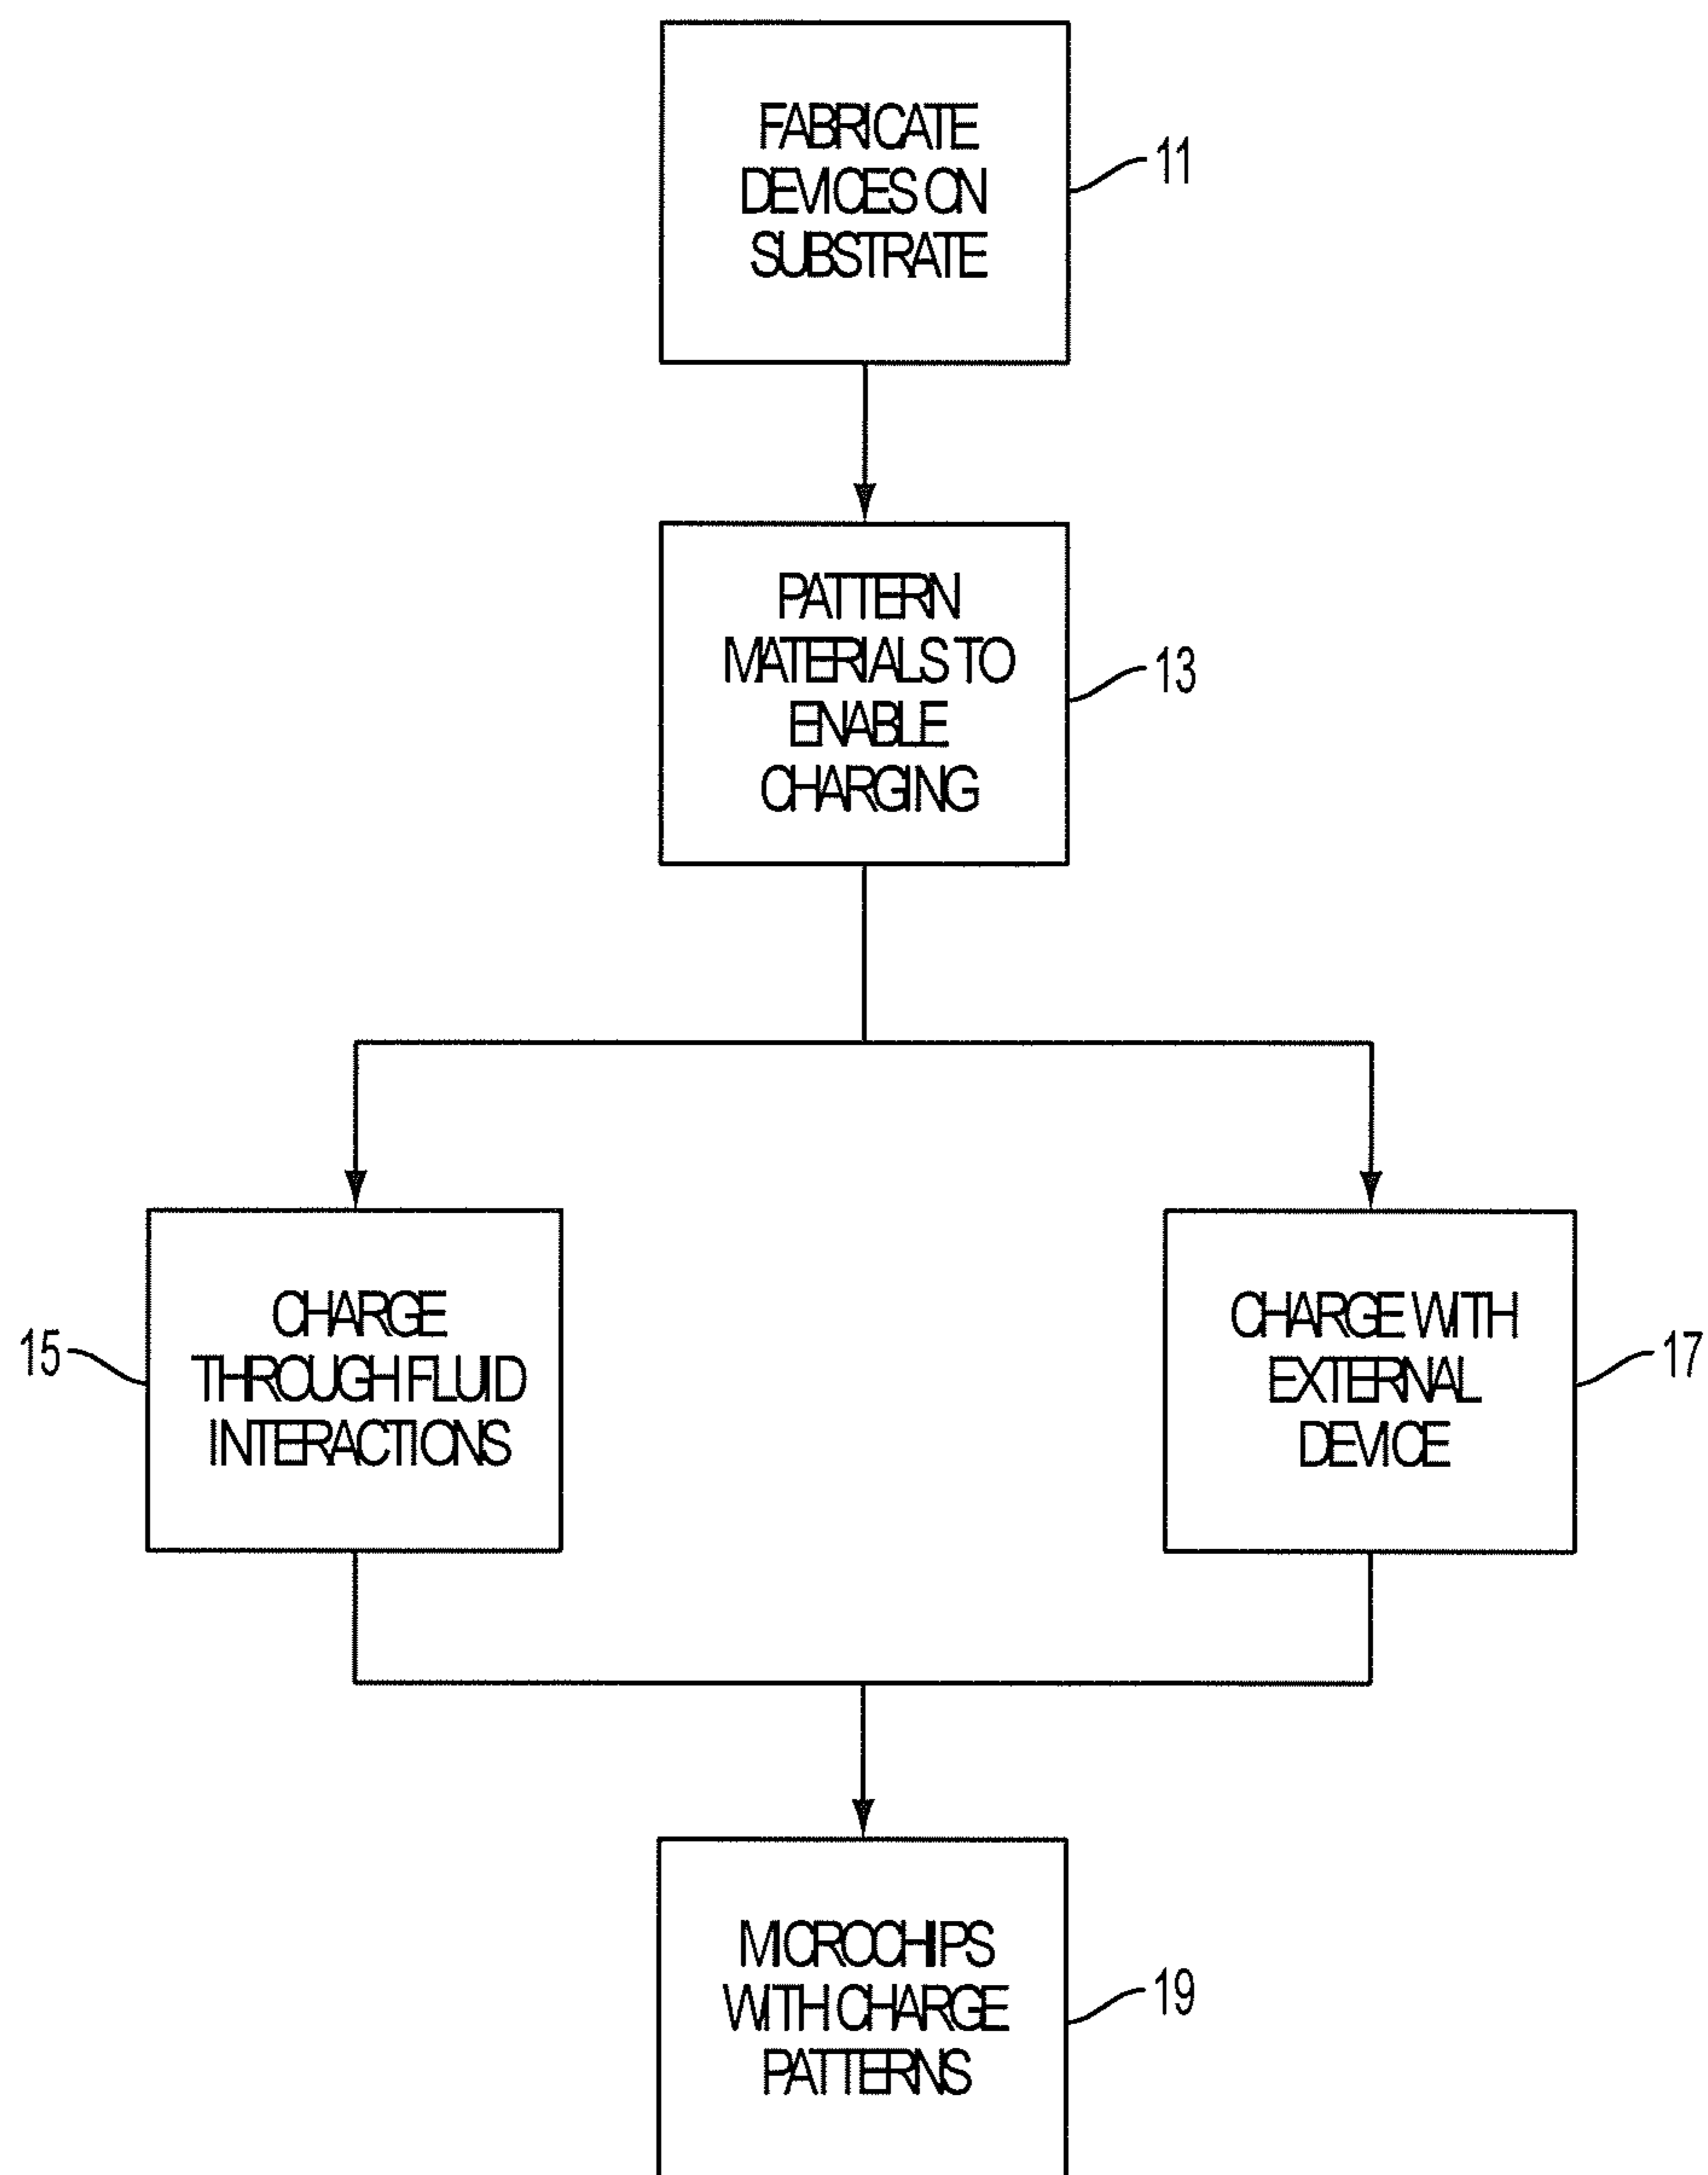 FABRICATE
DEVICES ON
SUBSTRATE
11
PATTERN
MATERIALS TO
ENABLE
CHARGING
13
CHARGE
THROUGH FLUID
INTERACTIONS
15
CHARGE WITH
EXTERNAL
DEVICE
17
MICROCHIPS
WITH CHARGE
PATTERNS
19